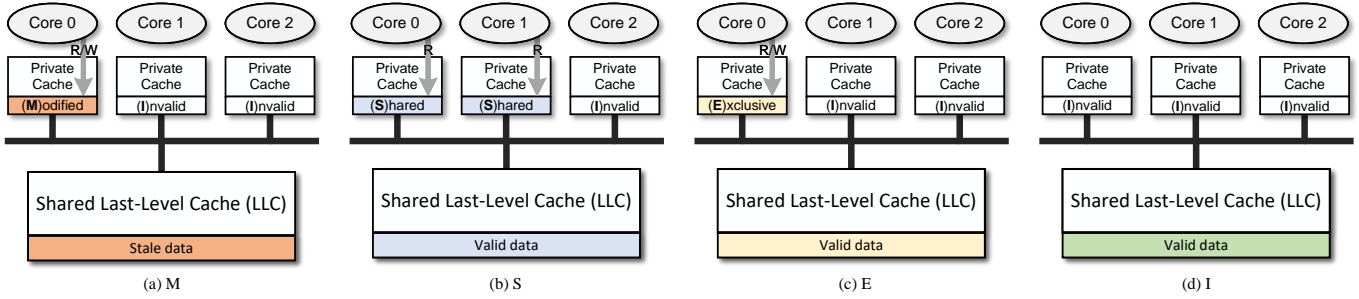 Core 0 Core 1 Core 2
R/W
Private Cache Private Cache Private Cache
(M)odified (I)nvalid (I)nvalid
Shared Last-Level Cache (LLC)
Stale data
(a) M
Core 0 Core 1 Core 2
R R
Private Cache Private Cache Private Cache
(S)hared (S)hared (I)nvalid
Shared Last-Level Cache (LLC)
Valid data
(b) S
Core 0 Core 1 Core 2
R/W
Private Cache Private Cache Private Cache
(E)xclusive (I)nvalid (I)nvalid
Shared Last-Level Cache (LLC)
Valid data
(c) E
Core 0 Core 1 Core 2
Private Cache Private Cache Private Cache
(I)nvalid (I)nvalid (I)nvalid
Shared Last-Level Cache (LLC)
Valid data
(d) I